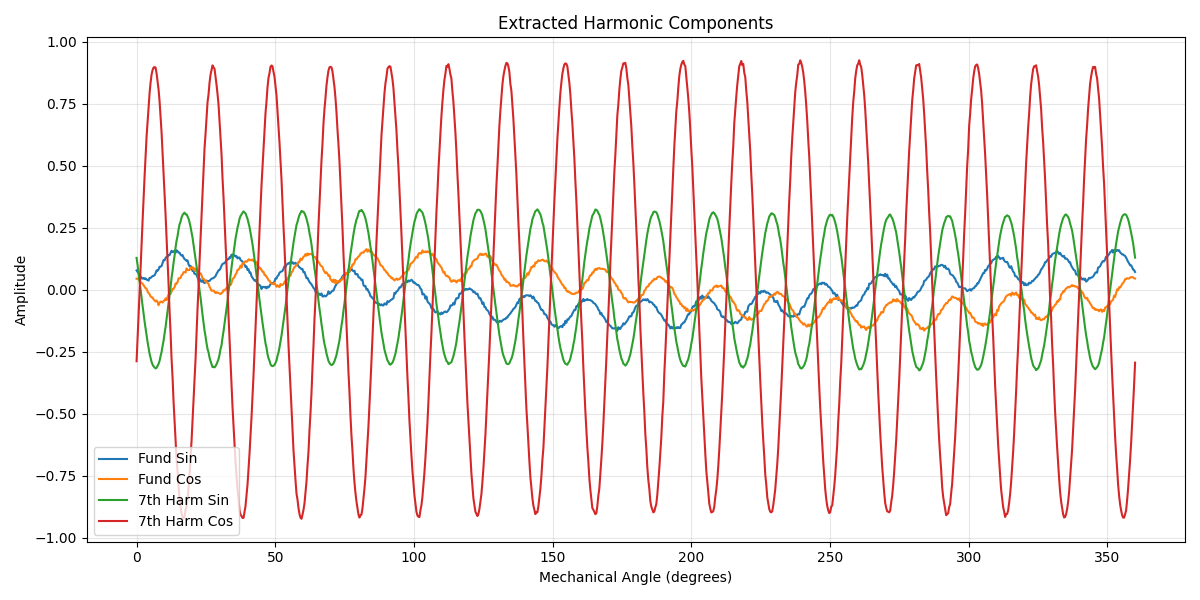 Extracted Harmonic Components
Amplitude
1.00
0.75
0.50
0.25
0.00
−0.25
−0.50
−0.75
−1.00
Fund Sin
Fund Cos
7th Harm Sin
7th Harm Cos
0 50 100 150 200 250 300 350
Mechanical Angle (degrees)